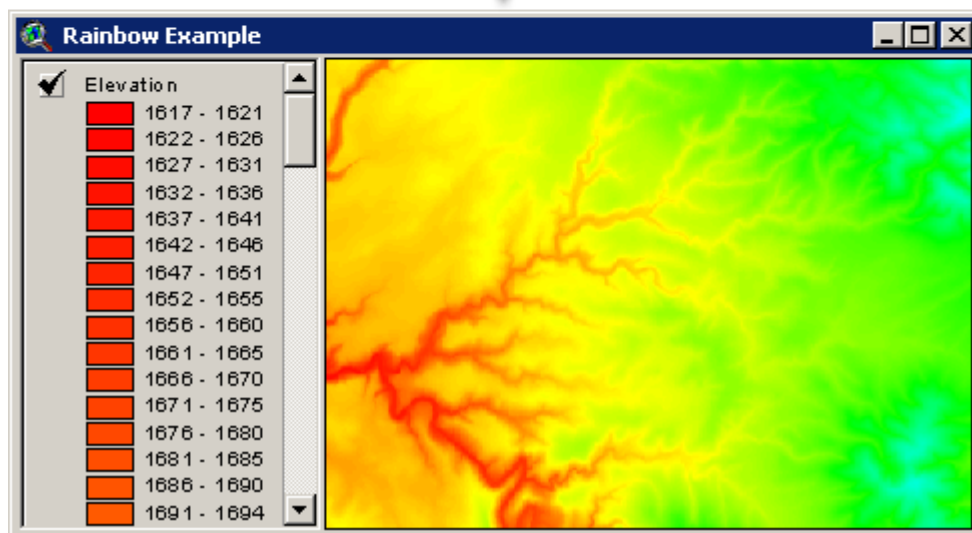 Rainbow Example
Elevation
1617 - 1621
1622 - 1626
1627 - 1631
1632 - 1636
1637 - 1641
1642 - 1646
1647 - 1651
1652 - 1655
1656 - 1660
1661 - 1665
1666 - 1670
1671 - 1675
1676 - 1680
1681 - 1685
1686 - 1690
1691 - 1694